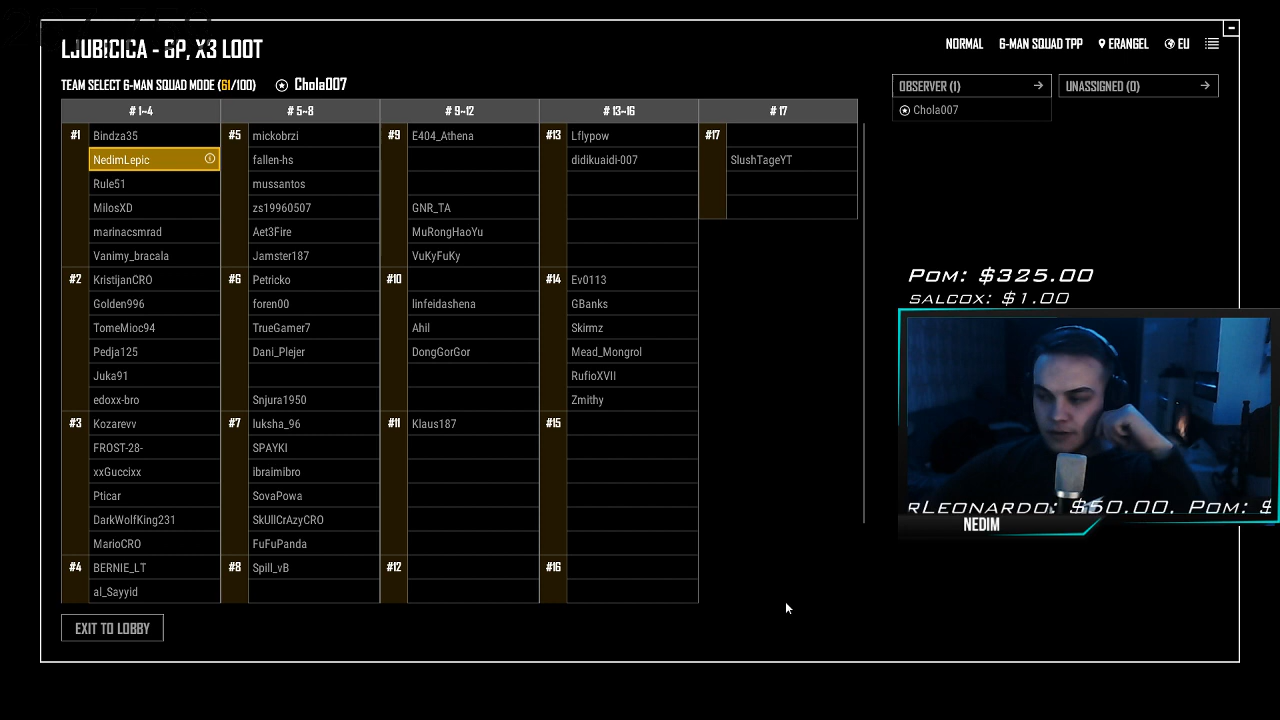 LJUBICICA - GP, X3 LOOT
NORMAL 6-MAN SQUAD TPP ERANGEL EU
TEAM SELECT 6-MAN SQUAD MODE (61/100) Chola007
OBSERVER (1) UNASSIGNED (0)
Chola007
# 1~4
#1
Bindza35
NedimLepic
Rule51
MilosXD
marinacsmrad
Vanimy_bracala
#2
KristijanCRO
Golden996
TomeMioc94
Pedja125
Juka91
edoxx-bro
#3
Kozarevv
FROST-28-
xxGuccixx
Pticar
DarkWolfKing231
MarioCRO
#4
BERNIE_LT
al_Sayyid
# 5~8
#5
mickobrzi
fallen-hs
mussantos
zs19960507
Aet3Fire
Jamster187
#6
Petricko
foren00
TrueGamer7
Dani_Plejer
Snjura1950
#7
luksha_96
SPAYKI
ibraimibro
SovaPowa
SkUllCrAzyCRO
FuFuPanda
#8
Spill_vB
# 9~12
#9
E404_Athena
GNR_TA
MuRongHaoYu
VuKyFuKy
#10
linfeidashena
Ahil
DongGorGor
#11
Klaus187
#12
# 13~16
#13
Lflypow
didikuaidi-007
#14
Ev0113
GBanks
Skirmz
Mead_Mongrol
RufioXVII
Zmithy
#15
#16
# 17
#17
SlushTageYT
EXIT TO LOBBY
Pom: $325.00
salcox: $1.00
rLeonardo: $50.00, Pom: $
NEDIM